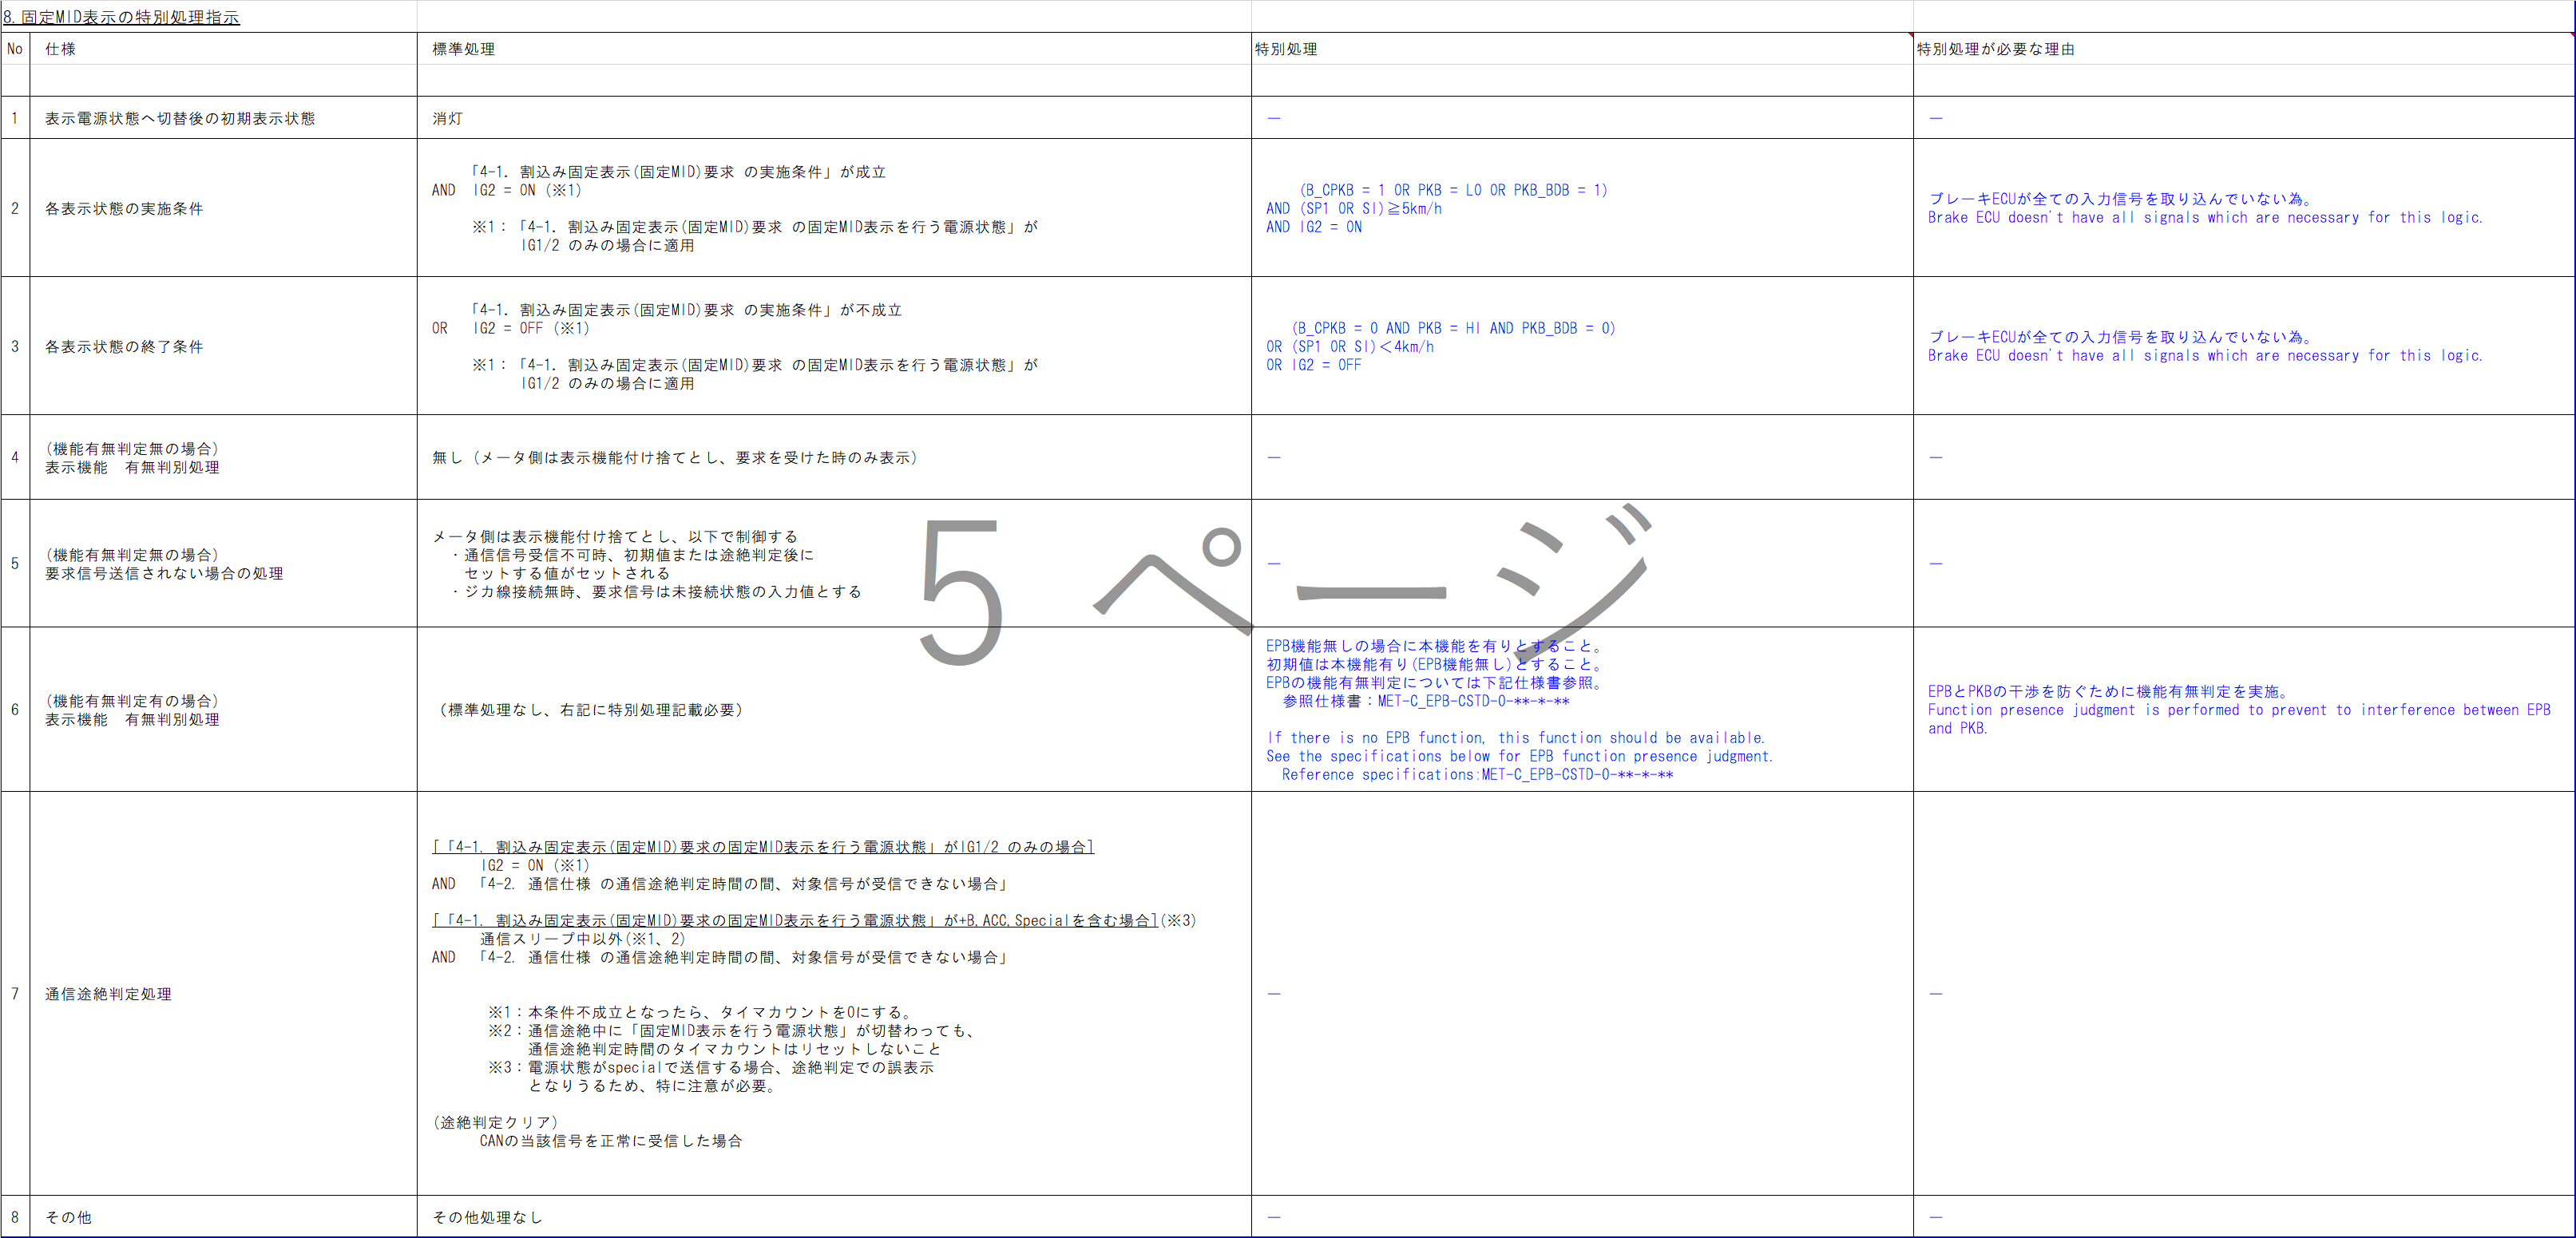 8.固定MID表示の特別処理指示
No 仕様 標準処理 特別処理 特別処理が必要な理由
1 表示電源状態へ切替後の初期表示状態 消灯 － －
2 各表示状態の実施条件
「4-1. 割込み固定表示(固定MID)要求 の実施条件」が成立
AND IG2 = ON (※1)
※1：「4-1. 割込み固定表示(固定MID)要求 の固定MID表示を行う電源状態」が
IG1/2 のみの場合に適用
(B_CPKB = 1 OR PKB = LO OR PKB_BDB = 1)
AND (SP1 OR SI)≧5km/h
AND IG2 = ON
ブレーキECUが全ての入力信号を取り込んでいない為。
Brake ECU doesn't have all signals which are necessary for this logic.
3 各表示状態の終了条件
「4-1. 割込み固定表示(固定MID)要求 の実施条件」が不成立
OR IG2 = OFF (※1)
※1：「4-1. 割込み固定表示(固定MID)要求 の固定MID表示を行う電源状態」が
IG1/2 のみの場合に適用
(B_CPKB = 0 AND PKB = HI AND PKB_BDB = 0)
OR (SP1 OR SI)＜4km/h
OR IG2 = OFF
ブレーキECUが全ての入力信号を取り込んでいない為。
Brake ECU doesn't have all signals which are necessary for this logic.
4 (機能有無判定無の場合)
表示機能　有無判別処理
無し (メータ側は表示機能付け捨てとし、要求を受けた時のみ表示)
－ －
5 (機能有無判定無の場合)
要求信号送信されない場合の処理
メータ側は表示機能付け捨てとし、以下で制御する
・通信信号受信不可時、初期値または途絶判定後に
セットする値がセットされる
・ジカ線接続無時、要求信号は未接続状態の入力値とする
－ －
5 ページ
6 (機能有無判定有の場合)
表示機能　有無判別処理
（標準処理なし、右記に特別処理記載必要）
EPB機能無しの場合に本機能を有りとすること。
初期値は本機能有り(EPB機能無し)とすること。
EPBの機能有無判定については下記仕様書参照。
参照仕様書：MET-C_EPB-CSTD-0-**-*-**
If there is no EPB function, this function should be available.
See the specifications below for EPB function presence judgment.
Reference specifications:MET-C_EPB-CSTD-0-**-*-**
EPBとPKBの干渉を防ぐために機能有無判定を実施。
Function presence judgment is performed to prevent to interference between EPB
and PKB.
7 通信途絶判定処理
[「4-1. 割込み固定表示(固定MID)要求の固定MID表示を行う電源状態」がIG1/2 のみの場合]
IG2 = ON (※1)
AND 「4-2. 通信仕様 の通信途絶判定時間の間、対象信号が受信できない場合」
[「4-1. 割込み固定表示(固定MID)要求の固定MID表示を行う電源状態」が+B,ACC,Specialを含む場合](※3)
通信スリープ中以外(※1、2)
AND 「4-2. 通信仕様 の通信途絶判定時間の間、対象信号が受信できない場合」
※1：本条件不成立となったら、タイマカウントを0にする。
※2：通信途絶中に「固定MID表示を行う電源状態」が切替わっても、
通信途絶判定時間のタイマカウントはリセットしないこと
※3：電源状態がspecialで送信する場合、途絶判定での誤表示
となりうるため、特に注意が必要。
(途絶判定クリア)
CANの当該信号を正常に受信した場合
－ －
8 その他 その他処理なし － －